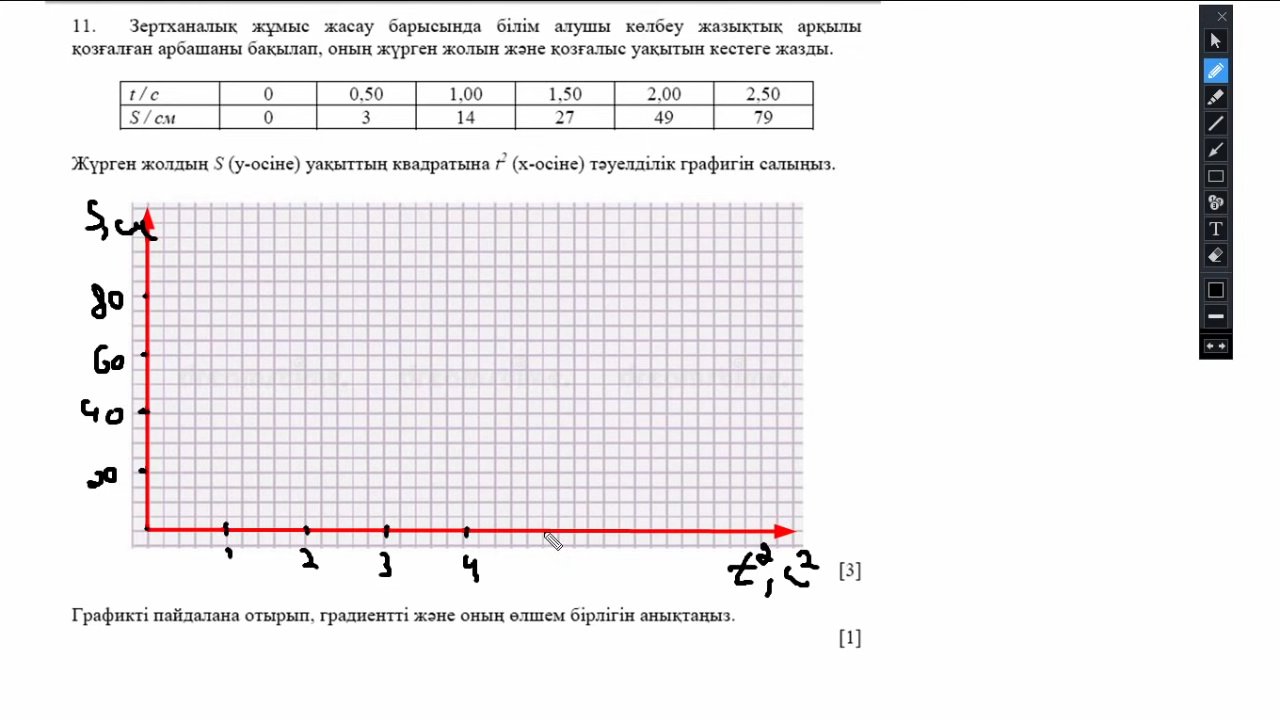 11. Зертханалық жұмыс жасау барысында білім алушы көлбеу жазықтық арқылы
қозғалған арбашаны бақылап, оның жүрген жолын және қозғалыс уақытын кестеге жазды.
t / c 0 0,50 1,00 1,50 2,00 2,50
S / см 0 3 14 27 49 79
Жүрген жолдың S (у-осіне) уақыттың квадратына t² (х-осіне) тәуелділік графигін салыңыз.
S, см
80
60
40
20
1 2 3 4
t², c²
[3]
Графикті пайдалана отырып, градиентті және оның өлшем бірлігін анықтаңыз.
[1]
T